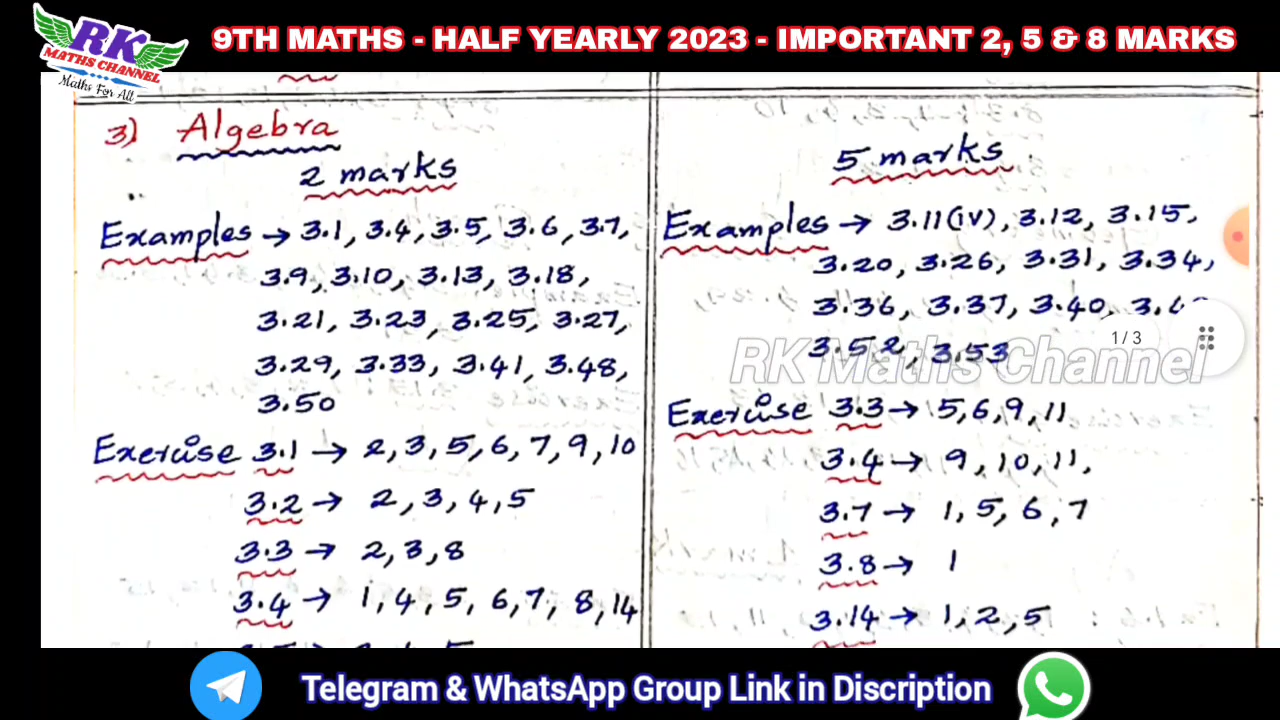 RK
MATHS CHANNEL
Maths For All
9TH MATHS - HALF YEARLY 2023 - IMPORTANT 2, 5 & 8 MARKS
3) Algebra
2 marks
Examples → 3.1, 3.4, 3.5, 3.6, 3.7,
3.9, 3.10, 3.13, 3.18,
3.21, 3.23, 3.25, 3.27,
3.29, 3.33, 3.41, 3.48,
3.50
Exercise 3.1 → 2, 3, 5, 6, 7, 9, 10
3.2 → 2, 3, 4, 5
3.3 → 2, 3, 8
3.4 → 1, 4, 5, 6, 7, 8, 14
5 marks
Examples → 3.11(iv), 3.12, 3.15,
3.20, 3.26, 3.31, 3.34,
3.36, 3.37, 3.40,
3.52, 3.53
Exercise 3.3 → 5, 6, 9, 11
3.4 → 9, 10, 11,
3.7 → 1, 5, 6, 7
3.8 → 1
3.14 → 1, 2, 5
1 / 3
RK Maths Channel
Telegram & WhatsApp Group Link in Discription